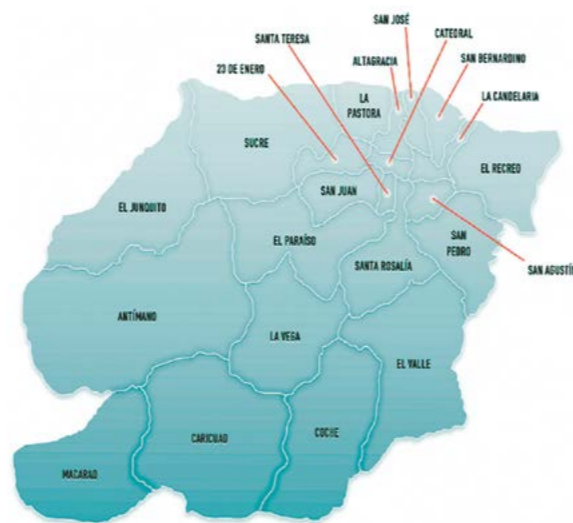 SAN JOSÉ
SANTA TERESA
CATEDRAL
ALTAGRACIA
SAN BERNARDINO
23 DE ENERO
LA CANDELARIA
LA
PASTORA
SUCRE
EL RECREO
SAN JUAN
EL JUNQUITO
EL PARAÍSO
SAN
PEDRO
SANTA ROSALÍA
SAN AGUSTÍ
ANTÍMANO
LA VEGA
EL VALLE
COCHE
CARICUAO
MACARAO